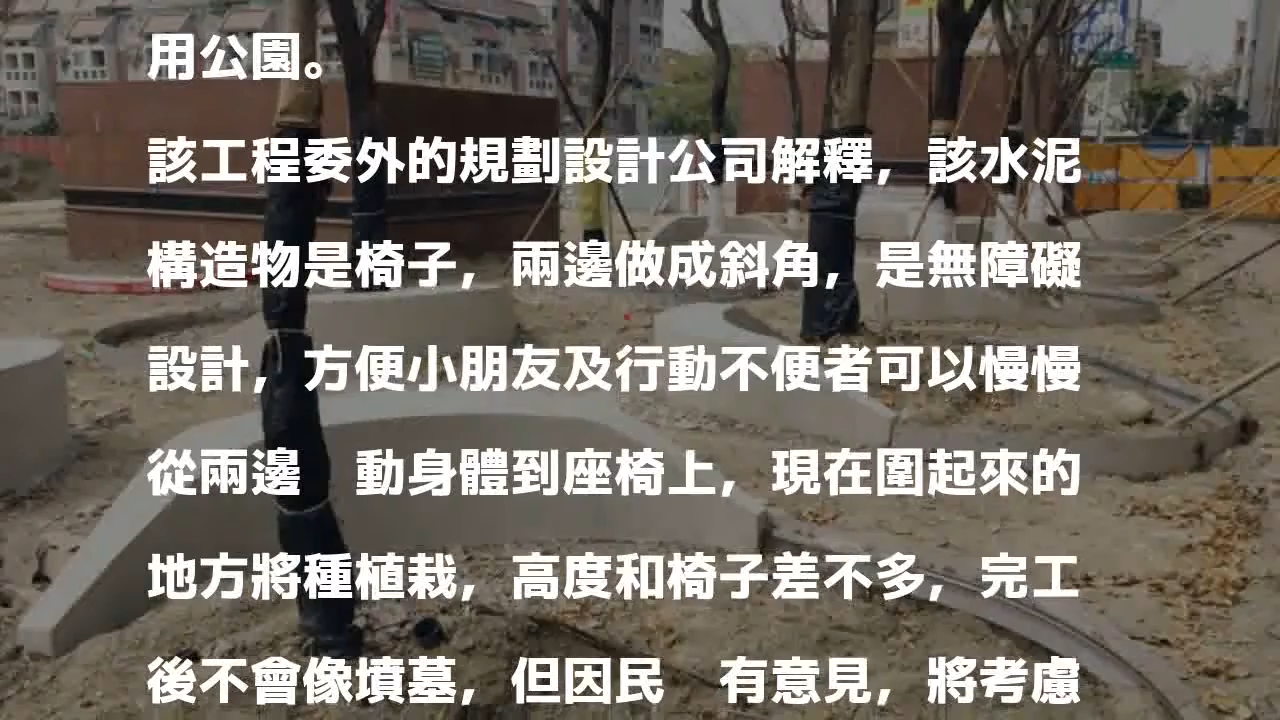 用公園。
該工程委外的規劃設計公司解釋，該水泥
構造物是椅子，兩邊做成斜角，是無障礙
設計，方便小朋友及行動不便者可以慢慢
從兩邊　動身體到座椅上，現在圍起來的
地方將種植栽，高度和椅子差不多，完工
後不會像墳墓，但因民　有意見，將考慮